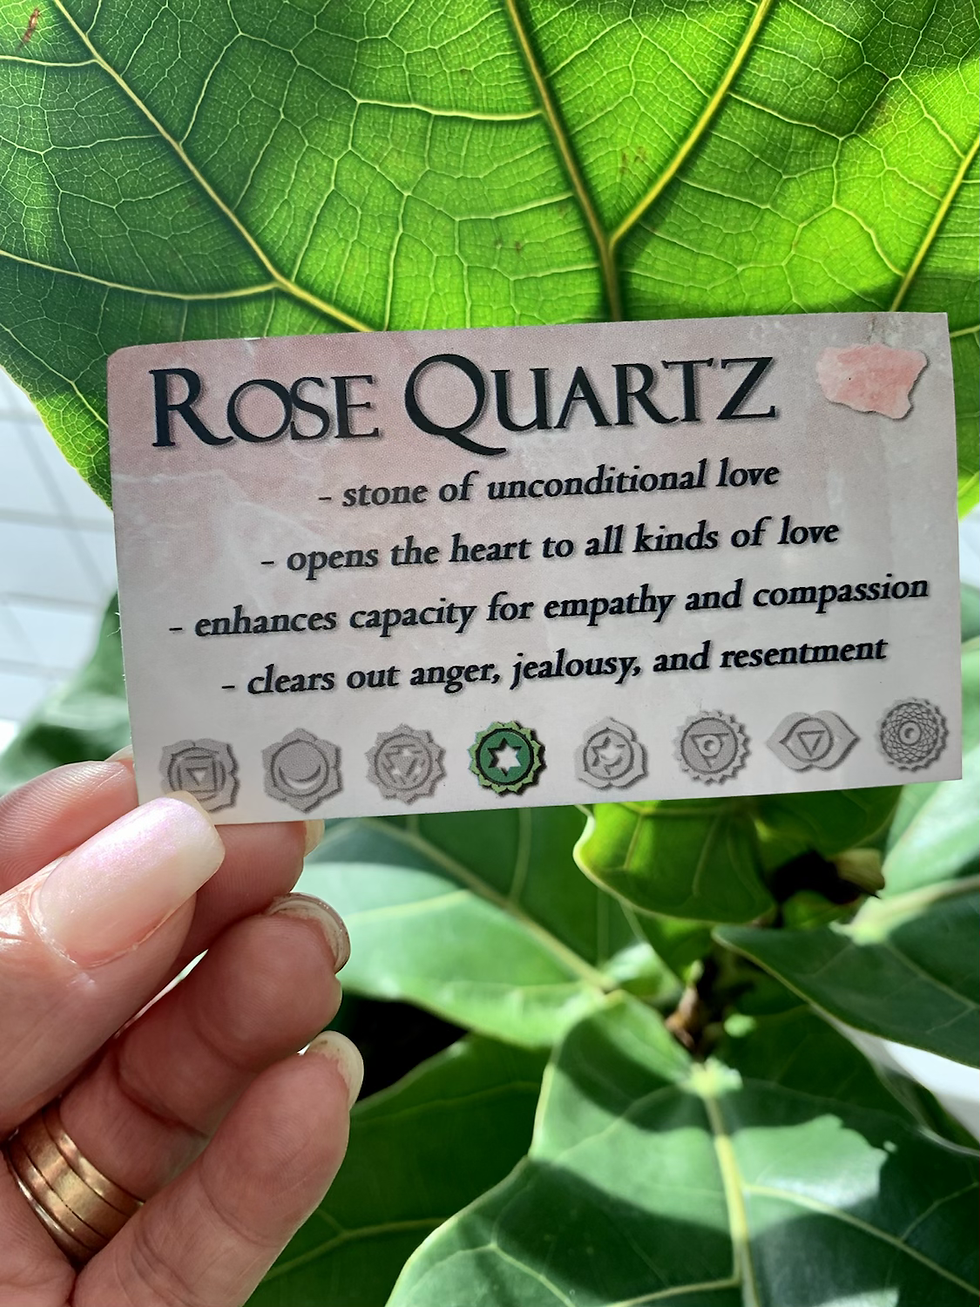 ROSE QUARTZ
- stone of unconditional love
- opens the heart to all kinds of love
- enhances capacity for empathy and compassion
- clears out anger, jealousy, and resentment